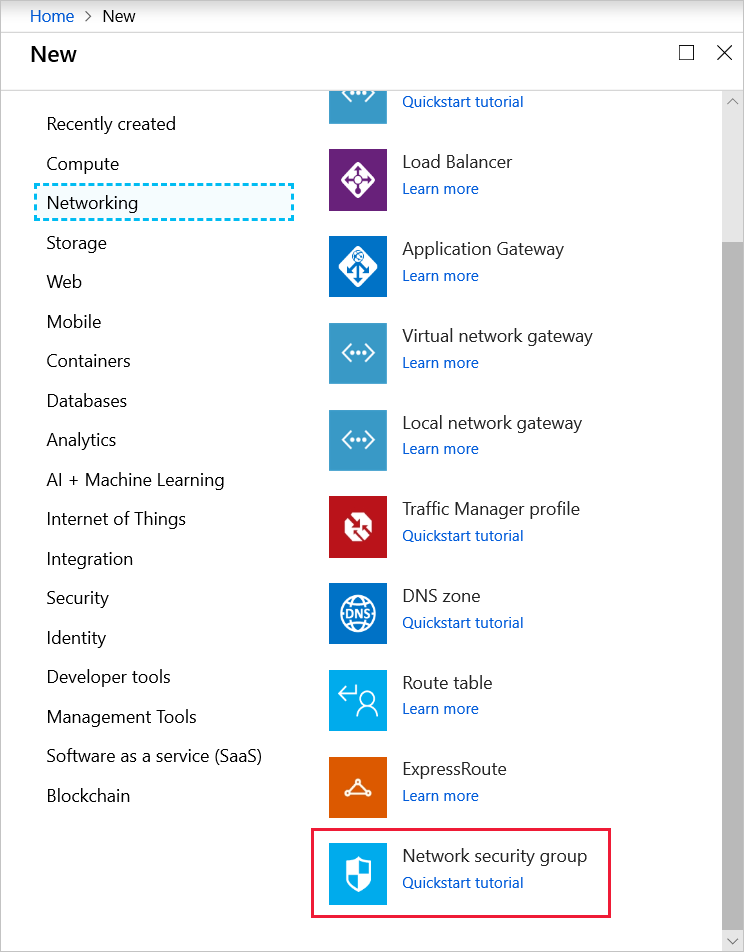 Home > New
New
Recently created
Compute
Networking
Storage
Web
Mobile
Containers
Databases
Analytics
AI + Machine Learning
Internet of Things
Integration
Security
Identity
Developer tools
Management Tools
Software as a service (SaaS)
Blockchain
Quickstart tutorial
Load Balancer
Learn more
Application Gateway
Learn more
Virtual network gateway
Learn more
Local network gateway
Learn more
Traffic Manager profile
Quickstart tutorial
DNS
DNS zone
Quickstart tutorial
Route table
Learn more
ExpressRoute
Learn more
Network security group
Quickstart tutorial